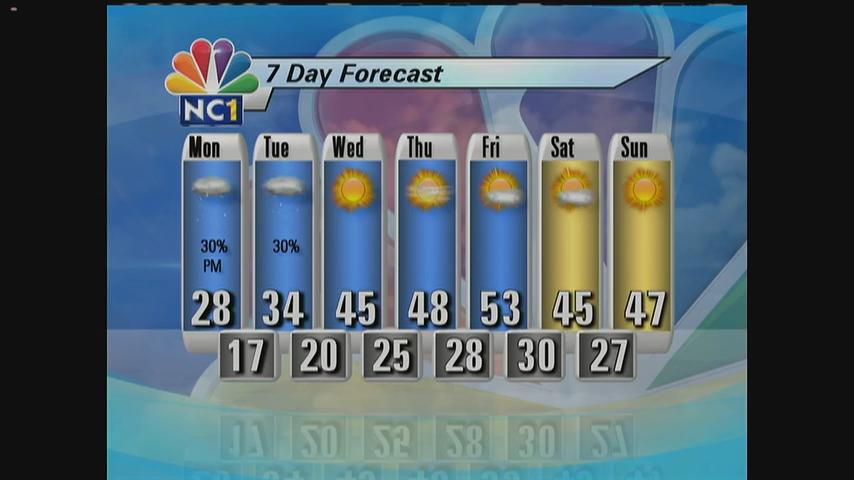 7 Day Forecast
NC1
Mon Tue Wed Thu Fri Sat Sun
30% 30%
PM
28 34 45 48 53 45 47
17 20 25 28 30 27